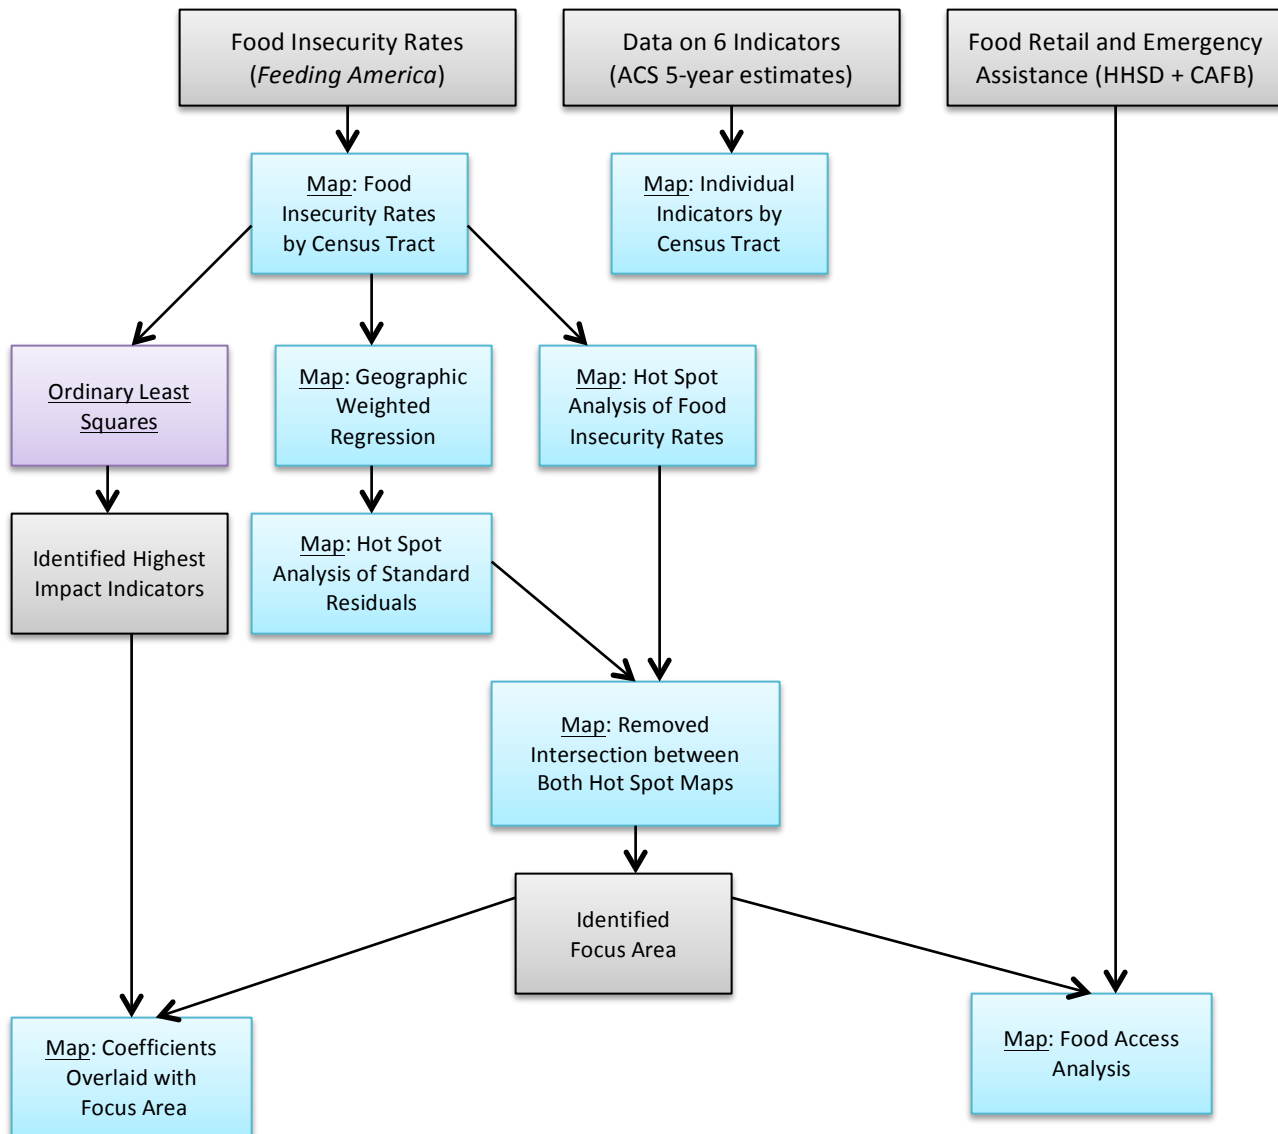 Food Insecurity Rates
(Feeding America)
Data on 6 Indicators
(ACS 5-year estimates)
Food Retail and Emergency
Assistance (HHSD + CAFB)
Map: Food
Insecurity Rates
by Census Tract
Map: Individual
Indicators by
Census Tract
Ordinary Least
Squares
Map: Geographic
Weighted
Regression
Map: Hot Spot
Analysis of Food
Insecurity Rates
Identified Highest
Impact Indicators
Map: Hot Spot
Analysis of Standard
Residuals
Map: Removed
Intersection between
Both Hot Spot Maps
Identified
Focus Area
Map: Coefficients
Overlaid with
Focus Area
Map: Food Access
Analysis